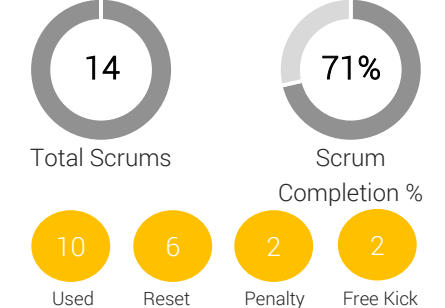 14 71%
Total Scrums Scrum
Completion %
10 6 2 2
Used Reset Penalty Free Kick